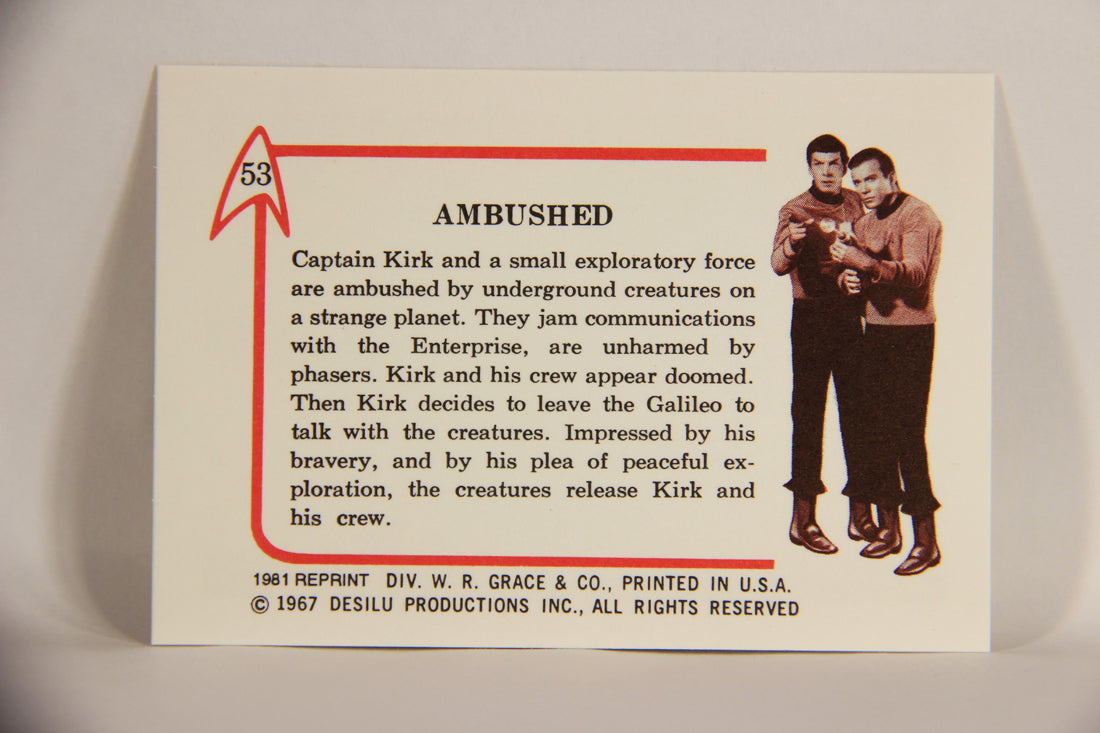 53
AMBUSHED
Captain Kirk and a small exploratory force
are ambushed by underground creatures on
a strange planet. They jam communications
with the Enterprise, are unharmed by
phasers. Kirk and his crew appear doomed.
Then Kirk decides to leave the Galileo to
talk with the creatures. Impressed by his
bravery, and by his plea of peaceful ex-
ploration, the creatures release Kirk and
his crew.
1981 REPRINT DIV. W. R. GRACE & CO., PRINTED IN U.S.A.
© 1967 DESILU PRODUCTIONS INC., ALL RIGHTS RESERVED